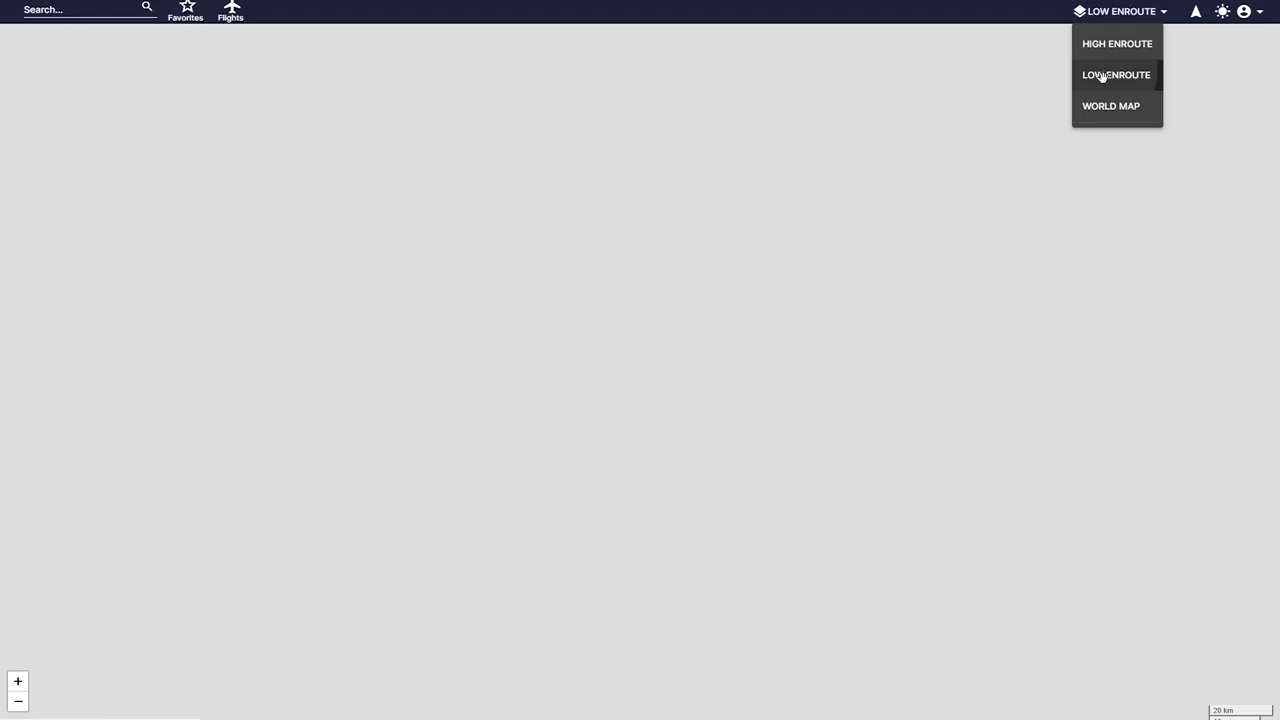 Search...
Favorites
Flights
LOW ENROUTE
HIGH ENROUTE
LOW ENROUTE
WORLD MAP
+
−
20 km